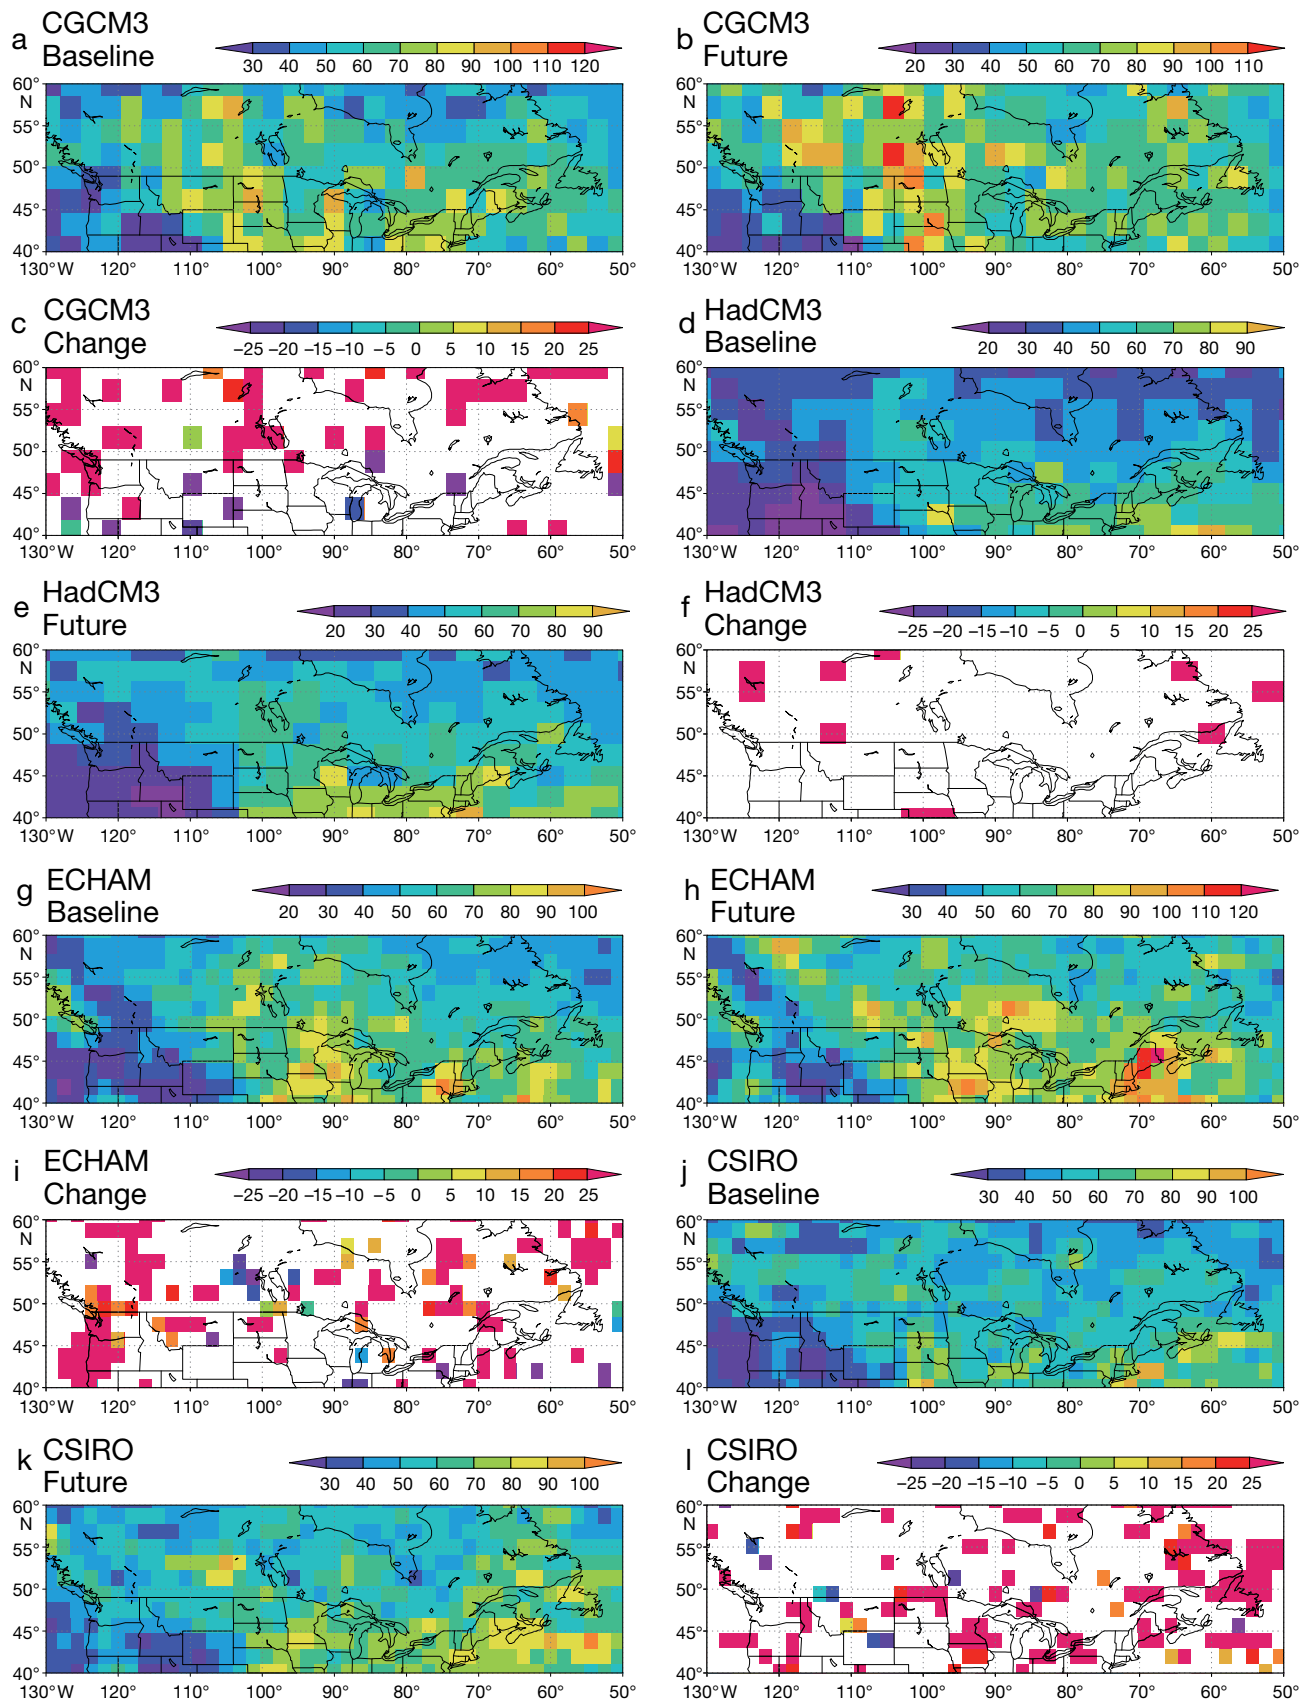 a CGCM3
Baseline
30 40 50 60 70 80 90 100 110 120
60°
N
55°
50°
45°
40°
130°W 120° 110° 100° 90° 80° 70° 60° 50°
b CGCM3
Future
20 30 40 50 60 70 80 90 100 110
60°
N
55°
50°
45°
40°
130°W 120° 110° 100° 90° 80° 70° 60° 50°
c CGCM3
Change
−25 −20 −15 −10 −5 0 5 10 15 20 25
60°
N
55°
50°
45°
40°
130°W 120° 110° 100° 90° 80° 70° 60° 50°
d HadCM3
Baseline
20 30 40 50 60 70 80 90
60°
N
55°
50°
45°
40°
130°W 120° 110° 100° 90° 80° 70° 60° 50°
e HadCM3
Future
20 30 40 50 60 70 80 90
60°
N
55°
50°
45°
40°
130°W 120° 110° 100° 90° 80° 70° 60° 50°
f HadCM3
Change
−25 −20 −15 −10 −5 0 5 10 15 20 25
60°
N
55°
50°
45°
40°
130°W 120° 110° 100° 90° 80° 70° 60° 50°
g ECHAM
Baseline
20 30 40 50 60 70 80 90 100
60°
N
55°
50°
45°
40°
130°W 120° 110° 100° 90° 80° 70° 60° 50°
h ECHAM
Future
30 40 50 60 70 80 90 100 110 120
60°
N
55°
50°
45°
40°
130°W 120° 110° 100° 90° 80° 70° 60° 50°
i ECHAM
Change
−25 −20 −15 −10 −5 0 5 10 15 20 25
60°
N
55°
50°
45°
40°
130°W 120° 110° 100° 90° 80° 70° 60° 50°
j CSIRO
Baseline
30 40 50 60 70 80 90 100
60°
N
55°
50°
45°
40°
130°W 120° 110° 100° 90° 80° 70° 60° 50°
k CSIRO
Future
30 40 50 60 70 80 90 100
60°
N
55°
50°
45°
40°
130°W 120° 110° 100° 90° 80° 70° 60° 50°
l CSIRO
Change
−25 −20 −15 −10 −5 0 5 10 15 20 25
60°
N
55°
50°
45°
40°
130°W 120° 110° 100° 90° 80° 70° 60° 50°